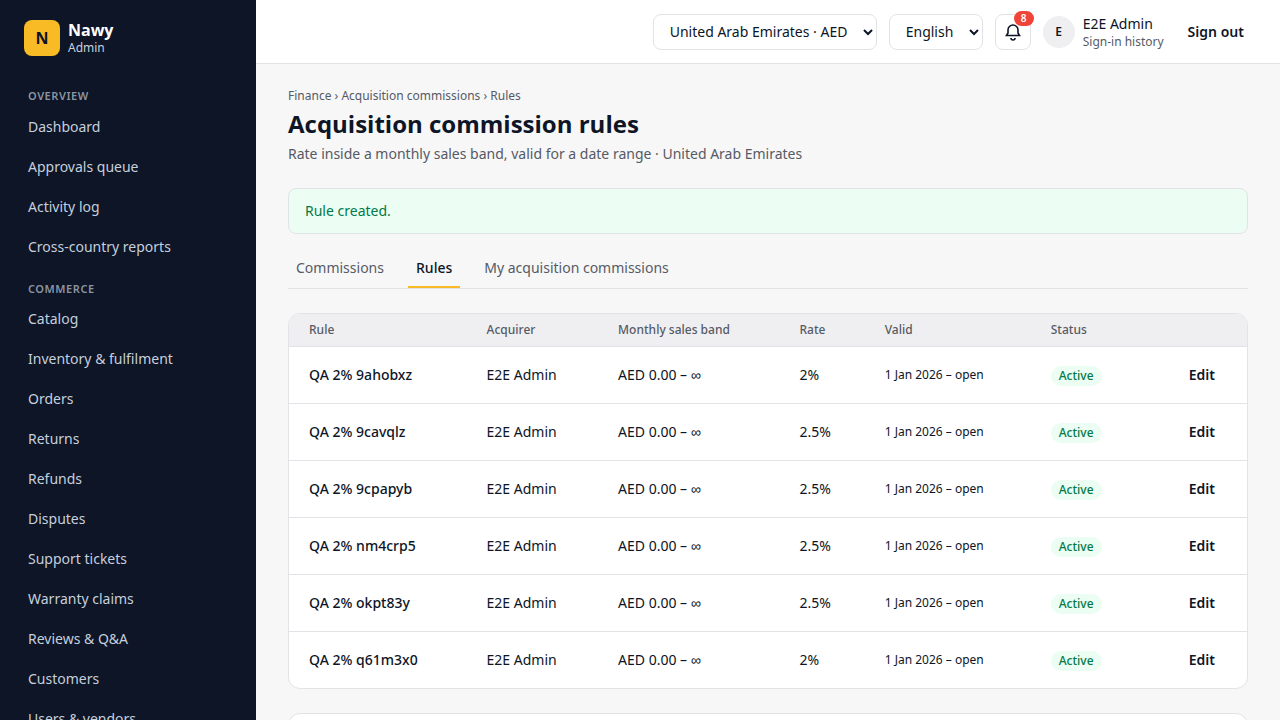 N
Nawy
Admin
OVERVIEW
Dashboard
Approvals queue
Activity log
Cross-country reports
COMMERCE
Catalog
Inventory & fulfilment
Orders
Returns
Refunds
Disputes
Support tickets
Warranty claims
Reviews & Q&A
Customers
Users & vendors
United Arab Emirates · AED
English
8
E
E2E Admin
Sign-in history
Sign out
Finance › Acquisition commissions › Rules
Acquisition commission rules
Rate inside a monthly sales band, valid for a date range · United Arab Emirates
Rule created.
Commissions Rules My acquisition commissions
Rule Acquirer Monthly sales band Rate Valid Status
QA 2% 9ahobxz E2E Admin AED 0.00 – ∞ 2% 1 Jan 2026 – open Active Edit
QA 2% 9cavqlz E2E Admin AED 0.00 – ∞ 2.5% 1 Jan 2026 – open Active Edit
QA 2% 9cpapyb E2E Admin AED 0.00 – ∞ 2.5% 1 Jan 2026 – open Active Edit
QA 2% nm4crp5 E2E Admin AED 0.00 – ∞ 2.5% 1 Jan 2026 – open Active Edit
QA 2% okpt83y E2E Admin AED 0.00 – ∞ 2.5% 1 Jan 2026 – open Active Edit
QA 2% q61m3x0 E2E Admin AED 0.00 – ∞ 2% 1 Jan 2026 – open Active Edit